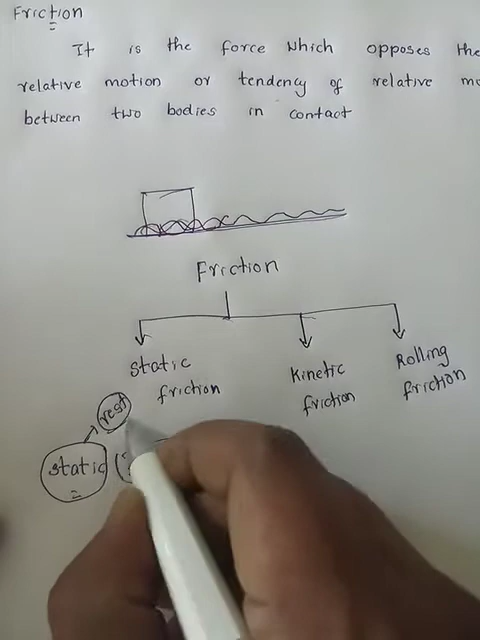 Friction
It is the force which opposes the
relative motion or tendency of relative
between two bodies in contact
Friction
Static friction
Kinetic friction
Rolling friction
rest
static